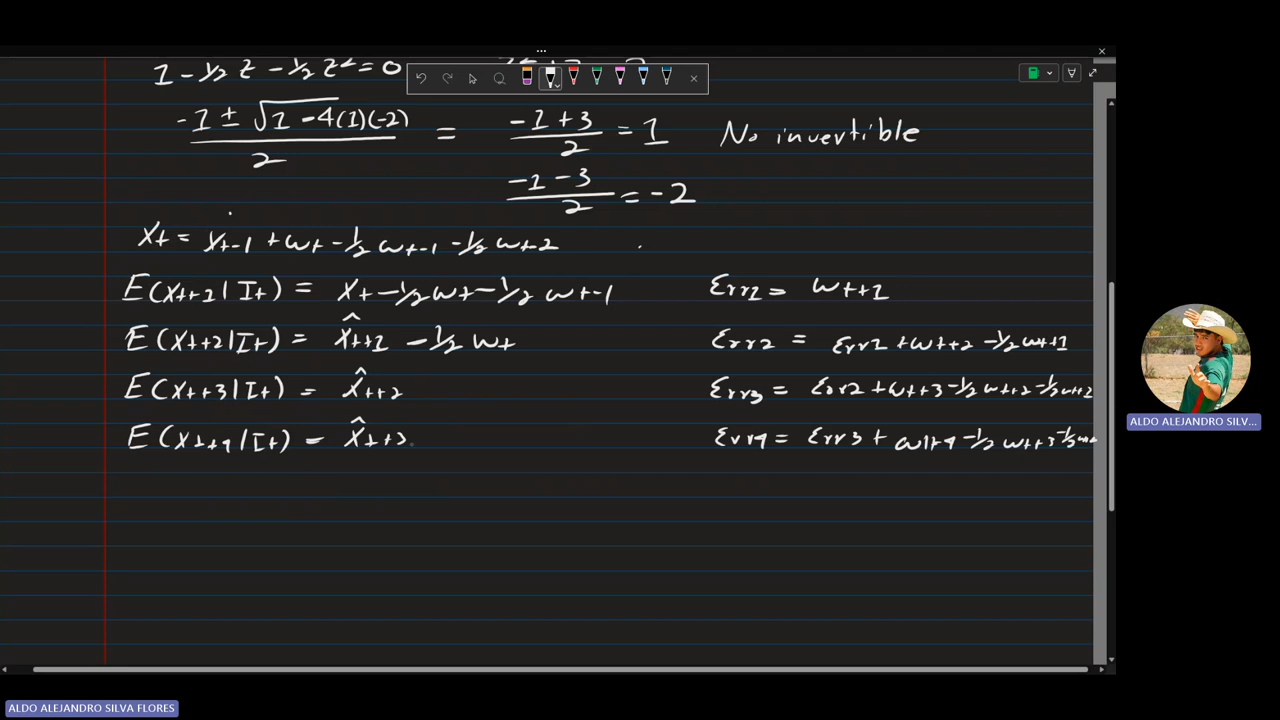 1 - 1/2 z - 1/2 z² = 0
-1 ± √1 - 4(1)(-2) / 2 = -1 + 3 / 2 = 1 No invertible
-1 - 3 / 2 = -2
Xt = Xt-1 + wt - 1/2 wt-1 - 1/2 wt-2
E(Xt+1 | It) = Xt - 1/2 wt - 1/2 wt-1 Err1 = wt+1
E(Xt+2 | It) = X̂t+1 - 1/2 wt Err2 = Err1 + wt+2 - 1/2 wt+1
E(Xt+3 | It) = X̂t+2 Err3 = Err2 + wt+3 - 1/2 wt+2 - 1/2 wt+2
E(Xt+4 | It) = X̂t+3 Err4 = Err3 + wt+4 - 1/2 wt+3 - 1/2
ALDO ALEJANDRO SILV...
ALDO ALEJANDRO SILVA FLORES